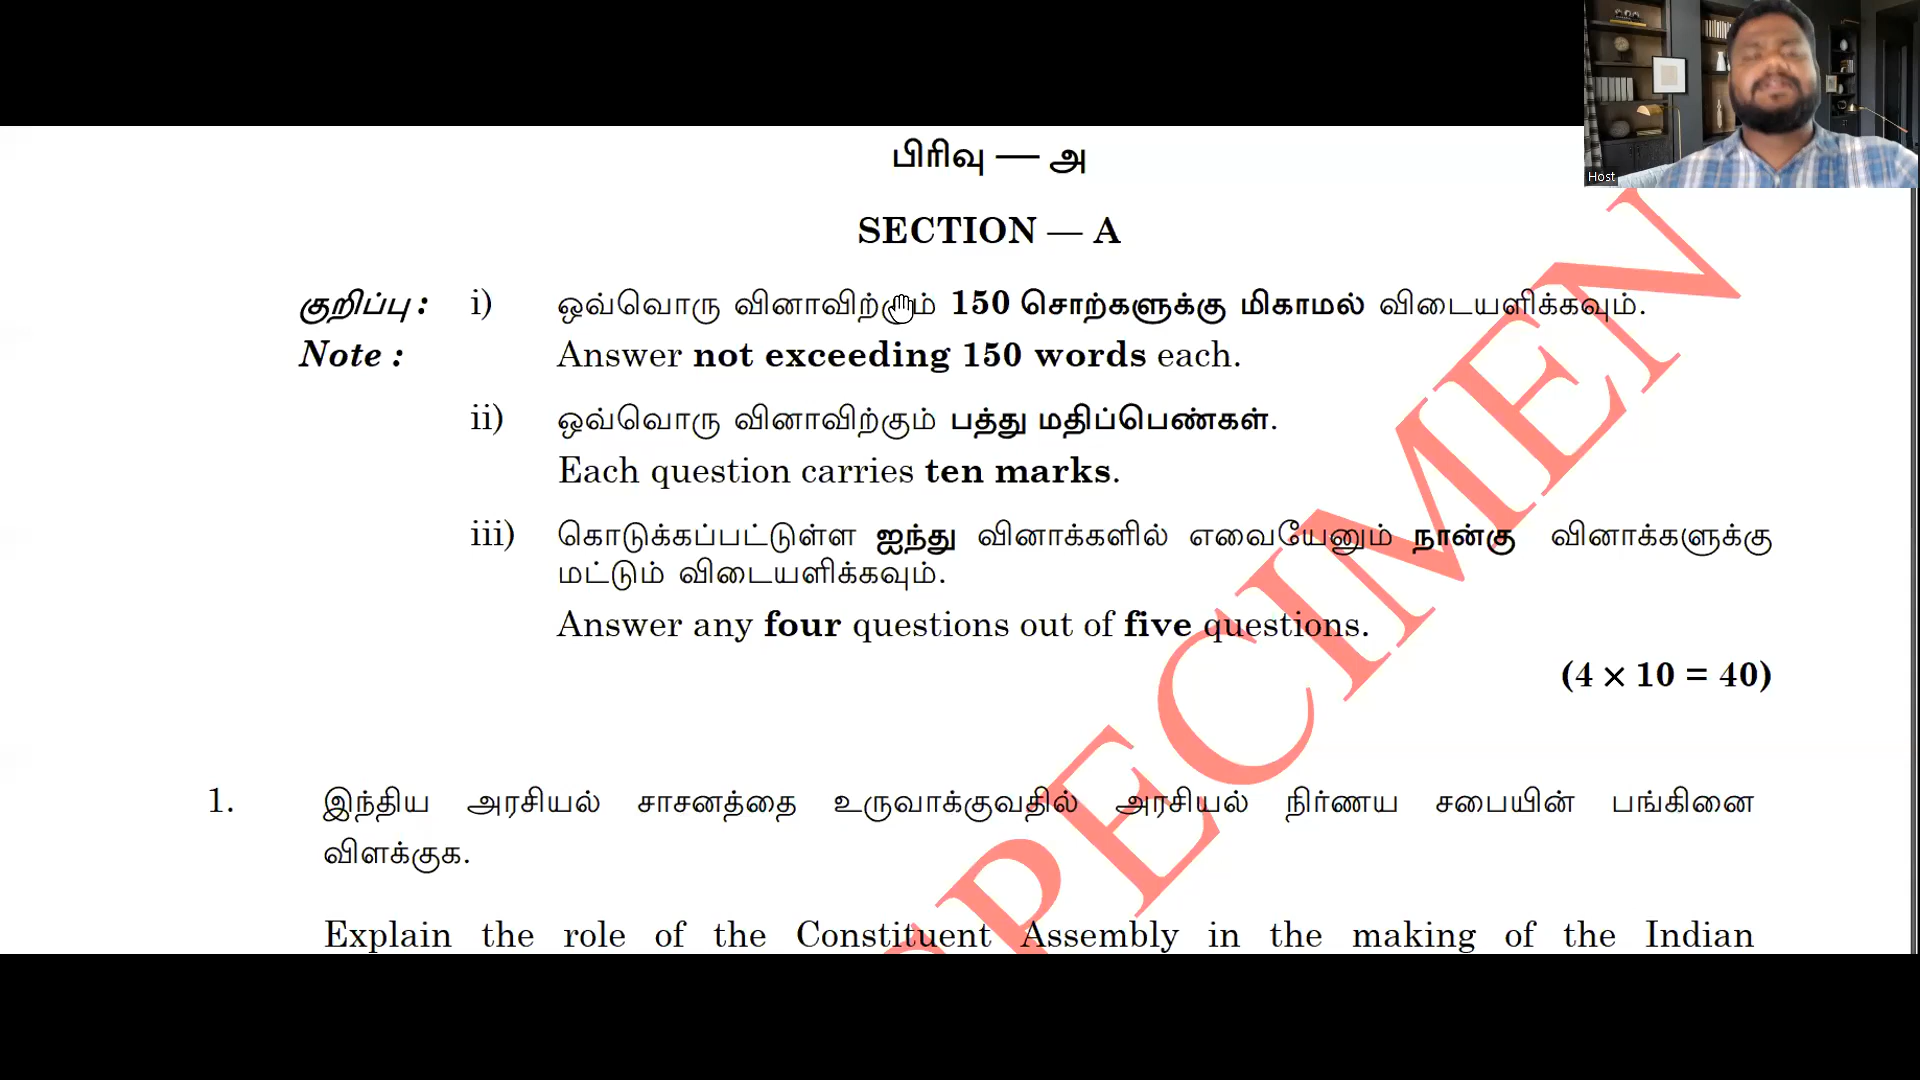 Host
பிரிவு — அ
SECTION — A
குறிப்பு : i) ஒவ்வொரு வினாவிற்கும் 150 சொற்களுக்கு மிகாமல் விடையளிக்கவும்.
Note : Answer not exceeding 150 words each.
ii) ஒவ்வொரு வினாவிற்கும் பத்து மதிப்பெண்கள்.
Each question carries ten marks.
iii) கொடுக்கப்பட்டுள்ள ஐந்து வினாக்களில் எவையேனும் நான்கு வினாக்களுக்கு
மட்டும் விடையளிக்கவும்.
Answer any four questions out of five questions.
(4 × 10 = 40)
1. இந்திய அரசியல் சாசனத்தை உருவாக்குவதில் அரசியல் நிர்ணய சபையின் பங்கினை
விளக்குக.
Explain the role of the Constituent Assembly in the making of the Indian
SPECIMEN